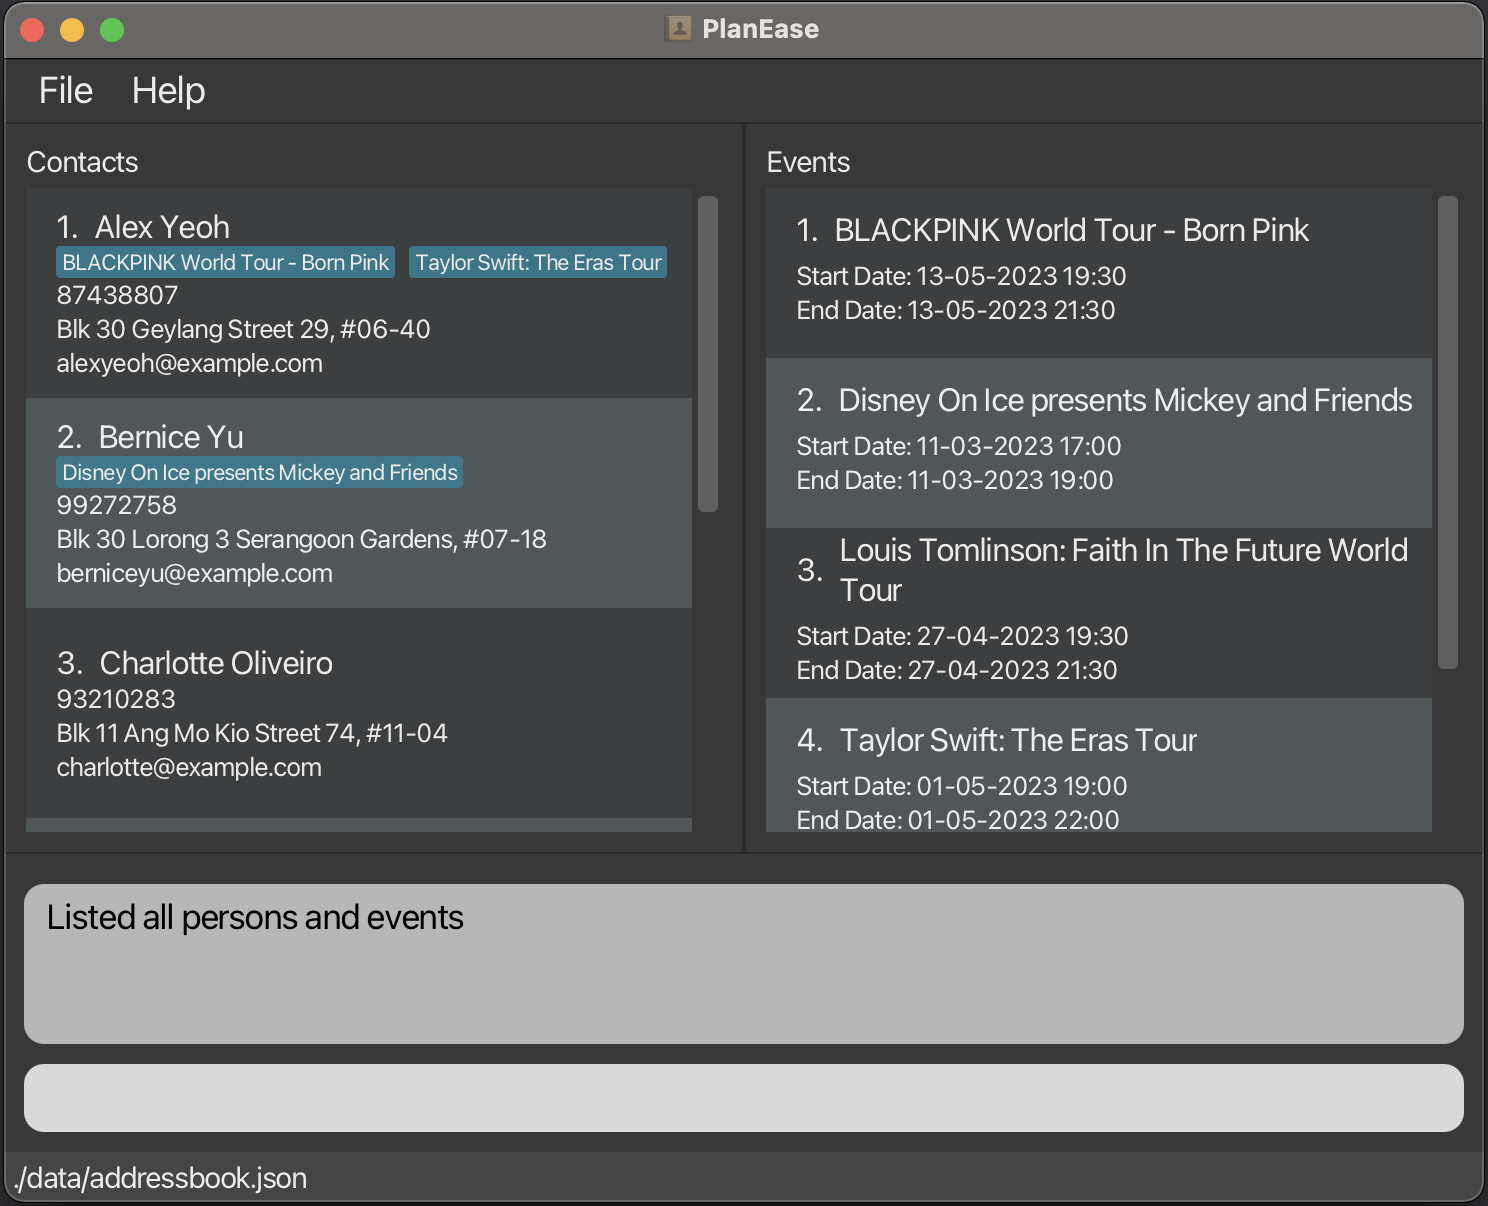 PlanEase
File Help
Contacts
1. Alex Yeoh
BLACKPINK World Tour - Born Pink Taylor Swift: The Eras Tour
87438807
Blk 30 Geylang Street 29, #06-40
alexyeoh@example.com
2. Bernice Yu
Disney On Ice presents Mickey and Friends
99272758
Blk 30 Lorong 3 Serangoon Gardens, #07-18
berniceyu@example.com
3. Charlotte Oliveiro
93210283
Blk 11 Ang Mo Kio Street 74, #11-04
charlotte@example.com
Events
1. BLACKPINK World Tour - Born Pink
Start Date: 13-05-2023 19:30
End Date: 13-05-2023 21:30
2. Disney On Ice presents Mickey and Friends
Start Date: 11-03-2023 17:00
End Date: 11-03-2023 19:00
3. Louis Tomlinson: Faith In The Future World
Tour
Start Date: 27-04-2023 19:30
End Date: 27-04-2023 21:30
4. Taylor Swift: The Eras Tour
Start Date: 01-05-2023 19:00
End Date: 01-05-2023 22:00
Listed all persons and events
./data/addressbook.json